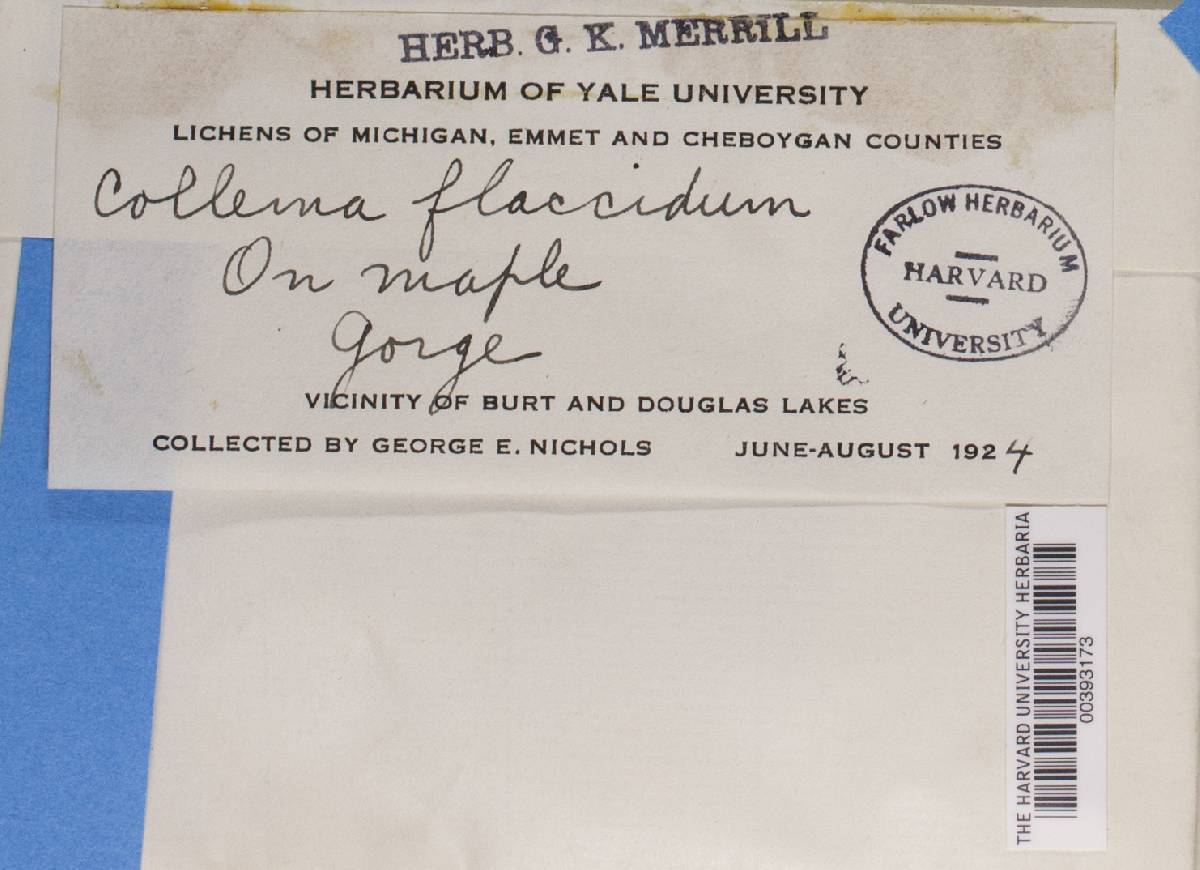 HERB. G. K. MERRILL
HERBARIUM OF YALE UNIVERSITY
LICHENS OF MICHIGAN, EMMET AND CHEBOYGAN COUNTIES
Collema flaccidum
On maple
Gorge
FARLOW HERBARIUM
HARVARD
UNIVERSITY
VICINITY OF BURT AND DOUGLAS LAKES
COLLECTED BY GEORGE E. NICHOLS JUNE-AUGUST 1924
THE HARVARD UNIVERSITY HERBARIA
00393173